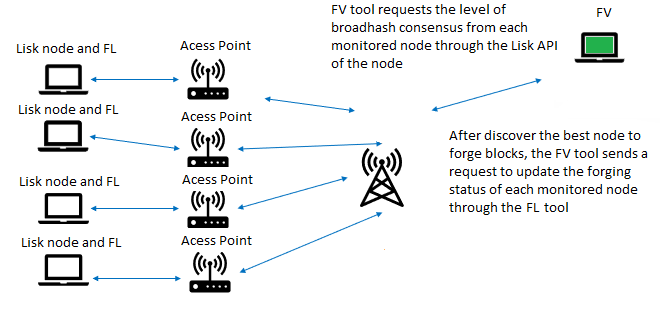 FV tool requests the level of
broadhash consensus from each
monitored node through the Lisk API
of the node
FV
Lisk node and FL
Acess Point
Lisk node and FL
Acess Point
After discover the best node to
forge blocks, the FV tool sends a
request to update the forging
status of each monitored node
through the FL tool
Lisk node and FL
Acess Point
Lisk node and FL
Acess Point